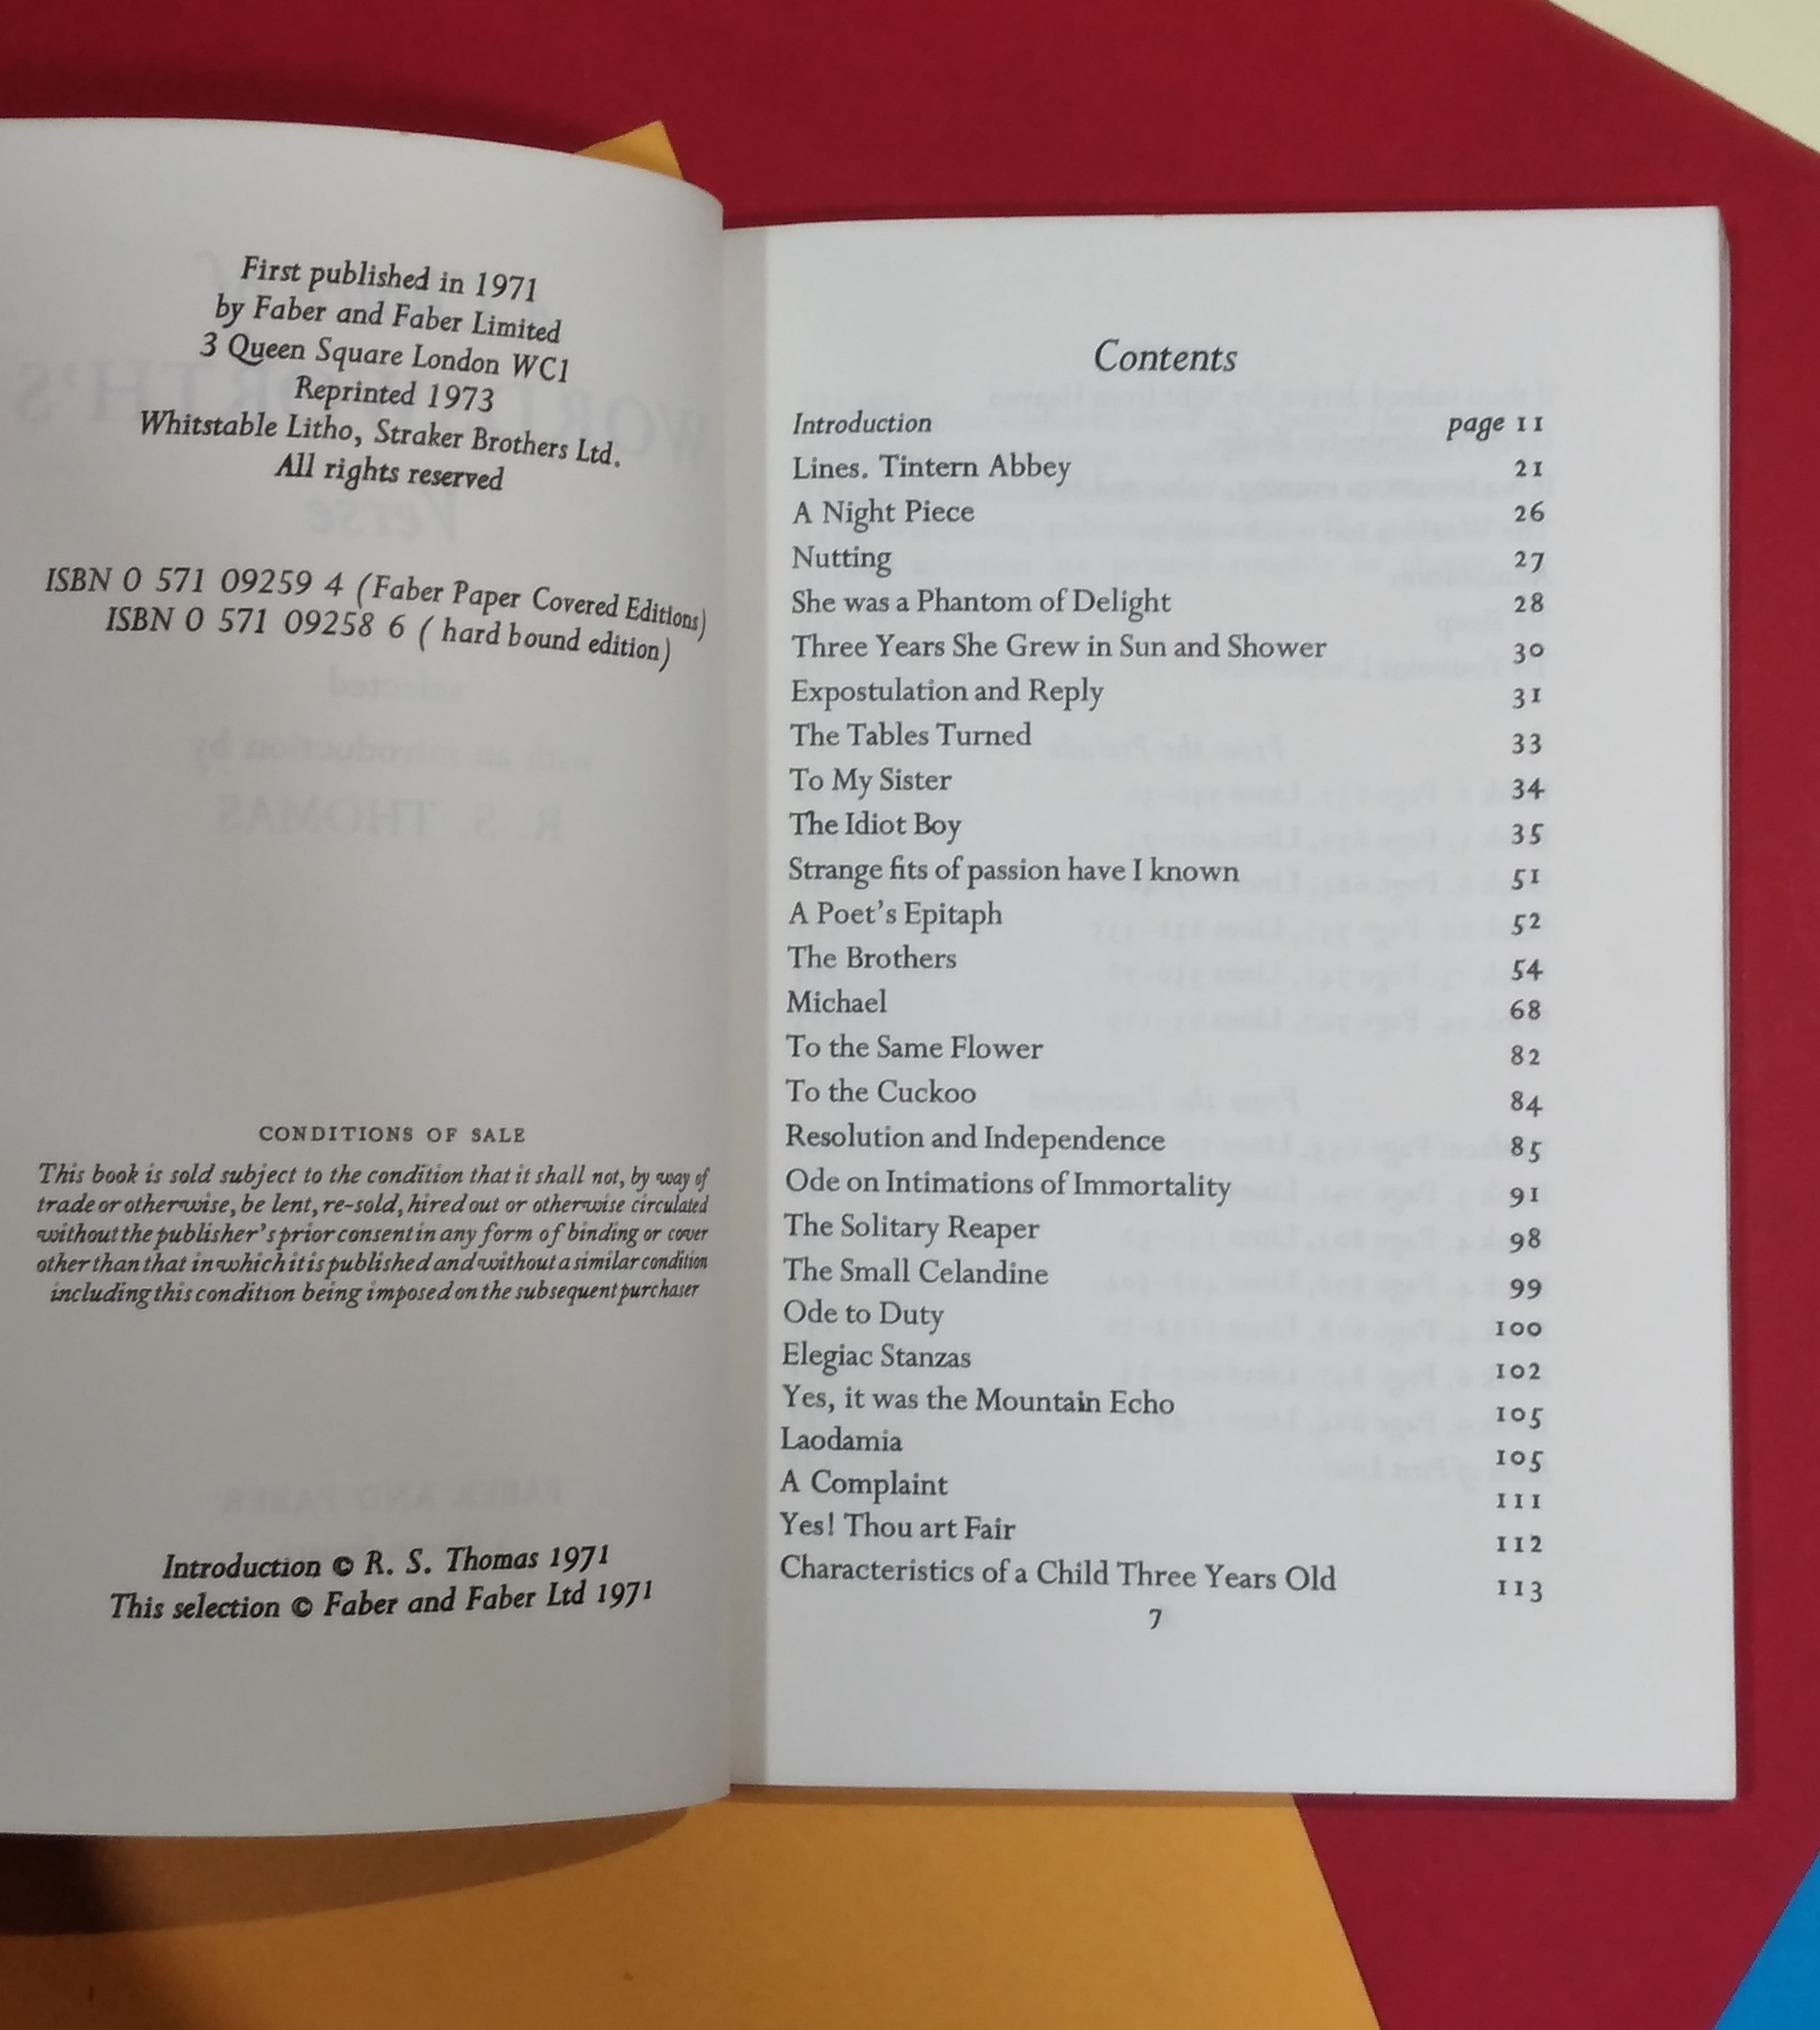 First published in 1971
by Faber and Faber Limited
3 Queen Square London WC1
Reprinted 1973
Whitstable Litho, Straker Brothers Ltd.
All rights reserved
ISBN 0 571 09259 4 (Faber Paper Covered Editions)
ISBN 0 571 09258 6 ( hard bound edition)
CONDITIONS OF SALE
This book is sold subject to the condition that it shall not, by way of
trade or otherwise, be lent, re-sold, hired out or otherwise circulated
without the publisher's prior consent in any form of binding or cover
other than that in which it is published and without a similar condition
including this condition being imposed on the subsequent purchaser
Introduction © R. S. Thomas 1971
This selection © Faber and Faber Ltd 1971
Contents
Introduction page 11
Lines. Tintern Abbey 21
A Night Piece 26
Nutting 27
She was a Phantom of Delight 28
Three Years She Grew in Sun and Shower 30
Expostulation and Reply 31
The Tables Turned 33
To My Sister 34
The Idiot Boy 35
Strange fits of passion have I known 51
A Poet's Epitaph 52
The Brothers 54
Michael 68
To the Same Flower 82
To the Cuckoo 84
Resolution and Independence 85
Ode on Intimations of Immortality 91
The Solitary Reaper 98
The Small Celandine 99
Ode to Duty 100
Elegiac Stanzas 102
Yes, it was the Mountain Echo 105
Laodamia 105
A Complaint 111
Yes! Thou art Fair 112
Characteristics of a Child Three Years Old 113
7